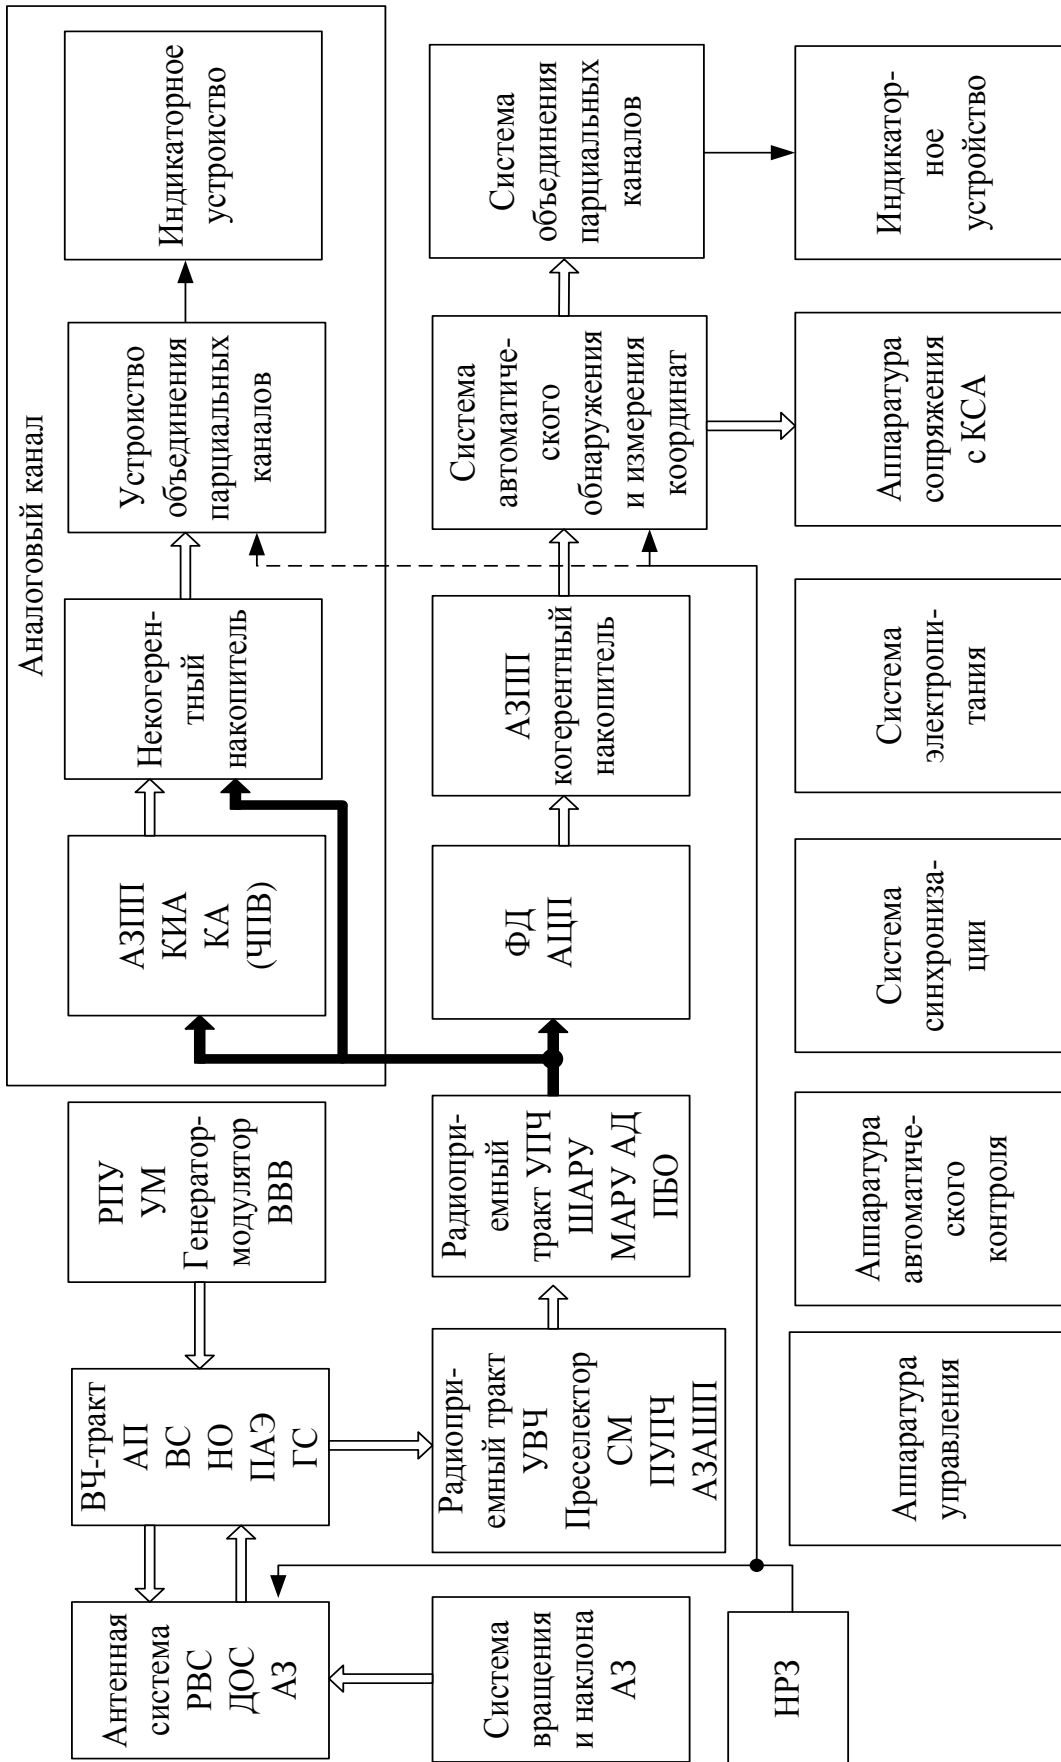 Аналоговый канал
Антенная
система
РВС
ДОС
АЗ
ВЧ-тракт
АП
ВС
НО
ПАЭ
ГС
РПУ
УМ
Генератор-
модулятор
ВВВ
АЗПП
КИА
КА
(ЧПВ)
Некогерен-
тный
накопитель
Устроиство
объединения
парциальных
каналов
Индикаторное
устроиство
Система
вращения
и наклона
АЗ
Радиопри-
емный тракт
УВЧ
Преселектор
СМ
ПУПЧ
АЗАШП
Радиопри-
емный
тракт УПЧ
ШАРУ
МАРУ АД
ПБО
ФД
АЦП
АЗПП
когерентный
накопитель
Система
автоматиче-
ского
обнаружения
и измерения
координат
Система
объединения
парциальных
каналов
НРЗ
Аппаратура
управления
Аппаратура
автоматиче-
ского
контроля
Система
синхрониза-
ции
Система
электропи-
тания
Аппаратура
сопряжения
с КСА
Индикатор-
ное
устройство